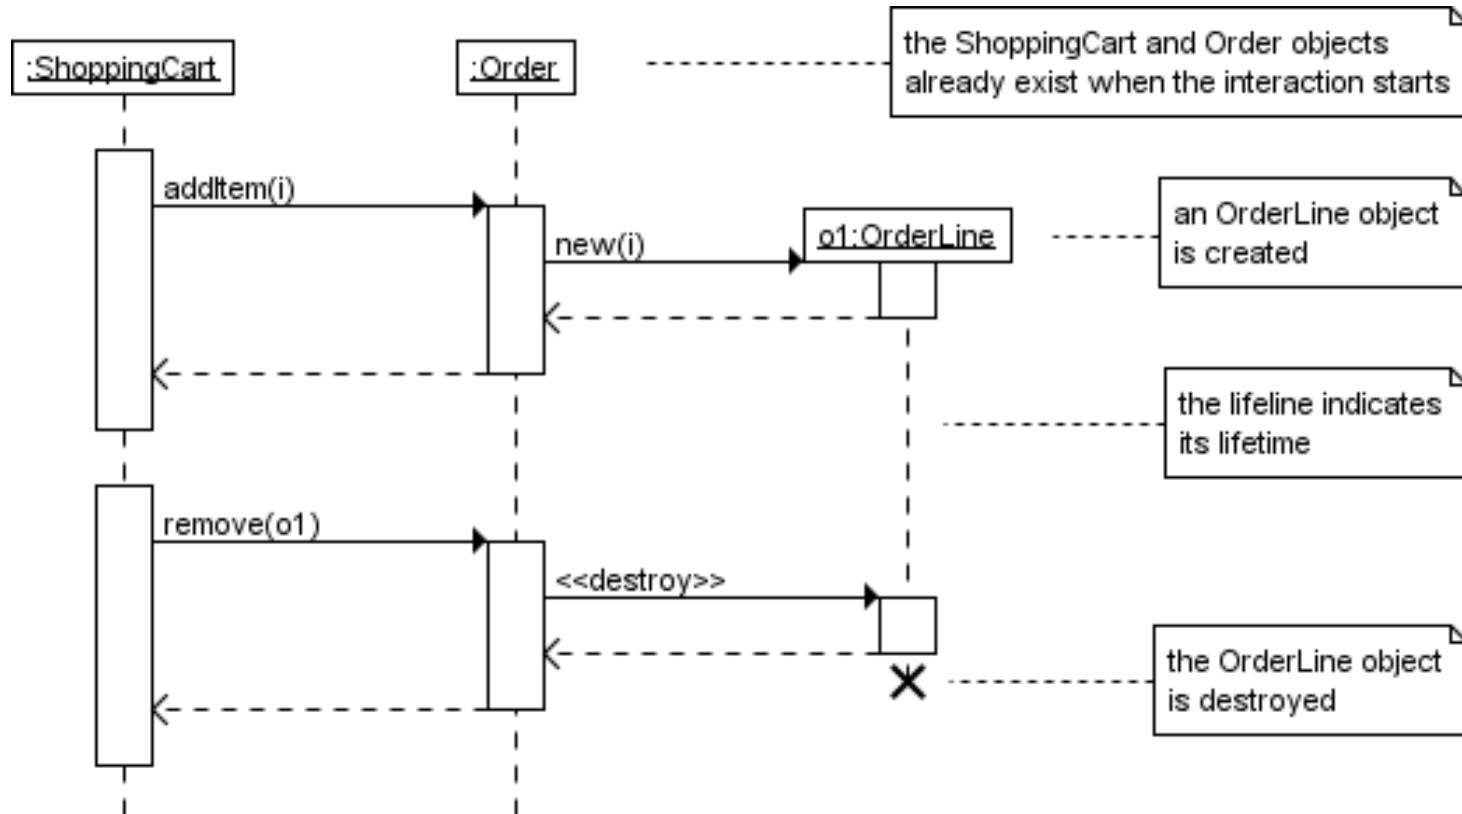 :ShoppingCart
:Order
the ShoppingCart and Order objects
already exist when the interaction starts
addItem(i)
new(i)
o1:OrderLine
an OrderLine object
is created
the lifeline indicates
its lifetime
remove(o1)
<<destroy>>
the OrderLine object
is destroyed